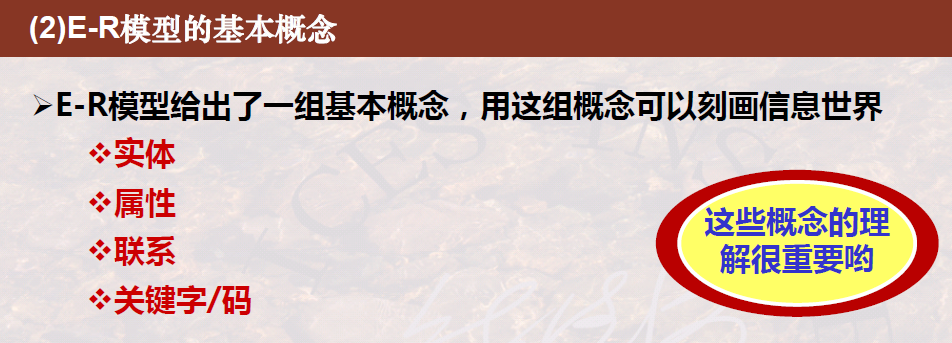 (2)E-R模型的基本概念
➢E-R模型给出了一组基本概念，用这组概念可以刻画信息世界
❖实体
❖属性
❖联系
❖关键字/码
这些概念的理
解很重要哟